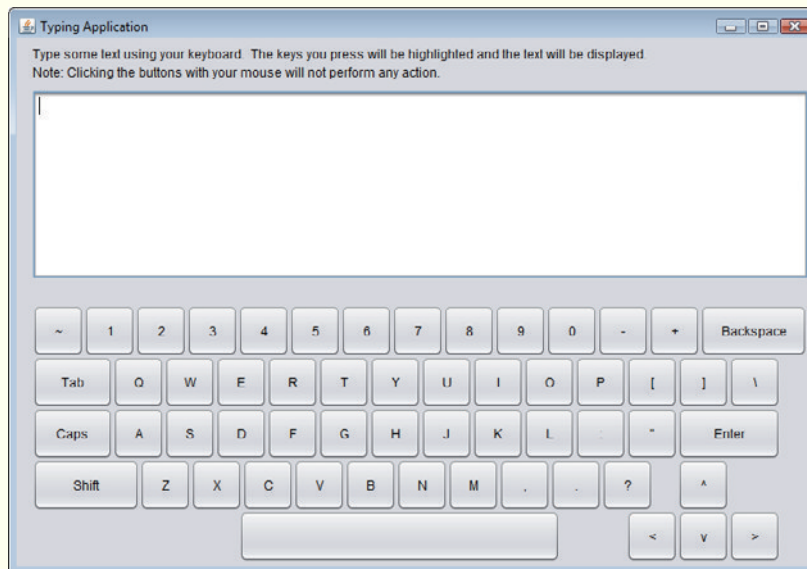 Typing Application
Type some text using your keyboard. The keys you press will be highlighted and the text will be displayed.
Note: Clicking the buttons with your mouse will not perform any action.
~ 1 2 3 4 5 6 7 8 9 0 - + Backspace
Tab Q W E R T Y U I O P [ ] \
Caps A S D F G H J K L : " Enter
Shift Z X C V B N M , . ? ^
< v >